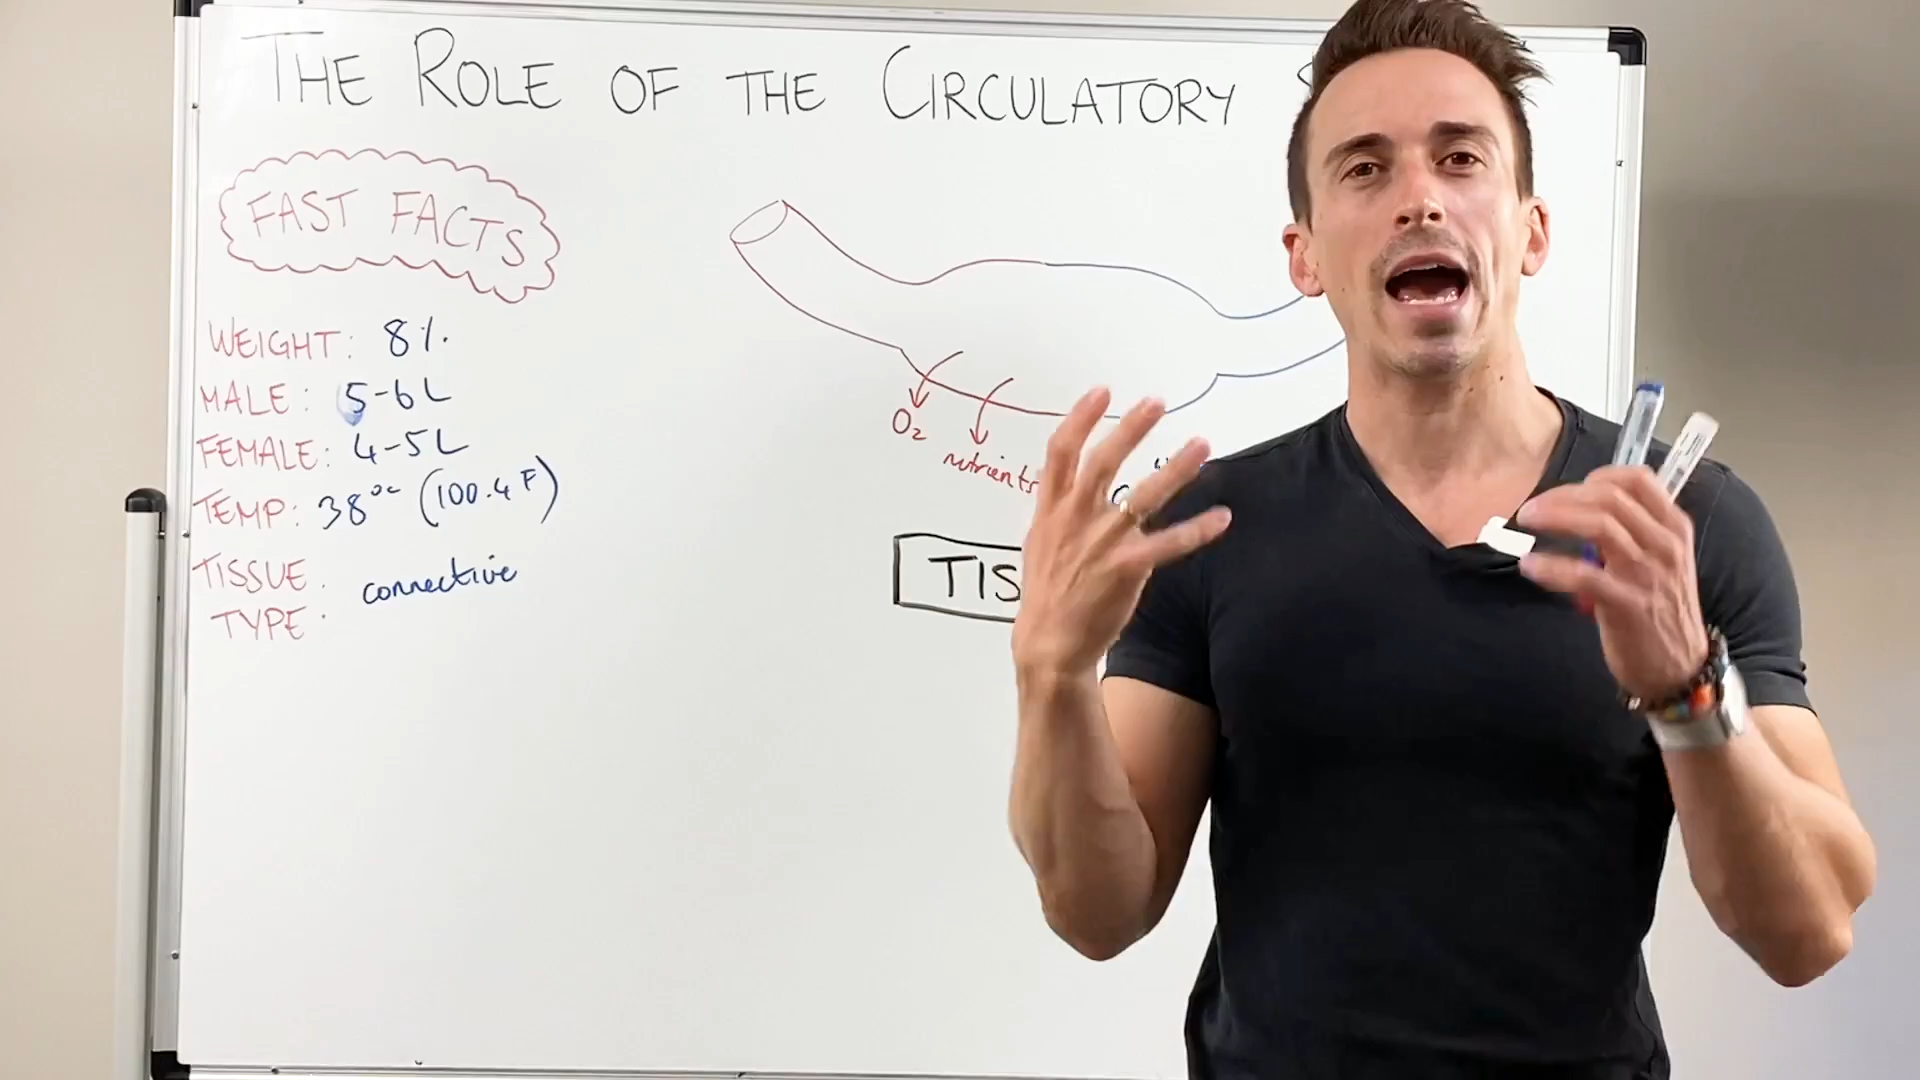 THE ROLE OF THE CIRCULATORY
FAST FACTS
WEIGHT: 8%
MALE: 5-6L
FEMALE: 4-5L
TEMP: 38°C (100.4F)
TISSUE
TYPE: connective
O2
nutrients
TIS